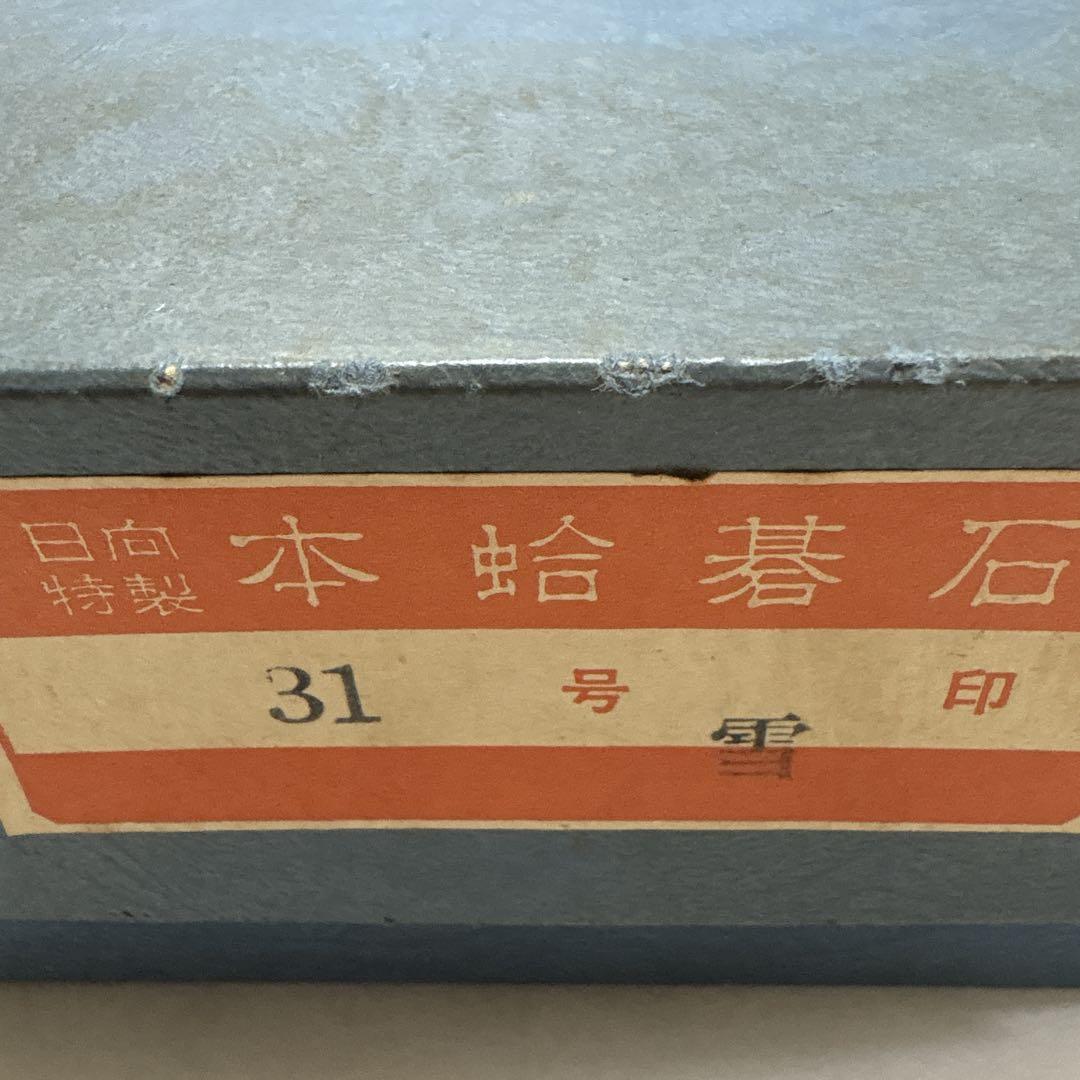 日向
特製
本蛤碁石
31 号 雪 印